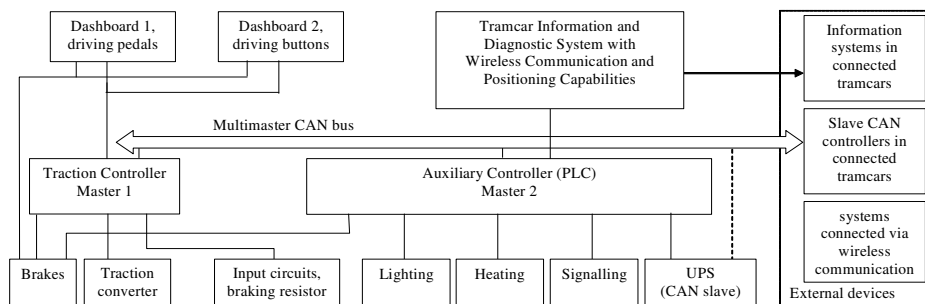 Dashboard 1,
driving pedals
Dashboard 2,
driving buttons
Tramcar Information and
Diagnostic System with
Wireless Communication and
Positioning Capabilities
Information
systems in
connected
tramcars
Multimaster CAN bus
Slave CAN
controllers in
connected
tramcars
Traction Controller
Master 1
Auxiliary Controller (PLC)
Master 2
systems
connected via
wireless
communication
Brakes
Traction
converter
Input circuits,
braking resistor
Lighting
Heating
Signalling
UPS
(CAN slave)
External devices